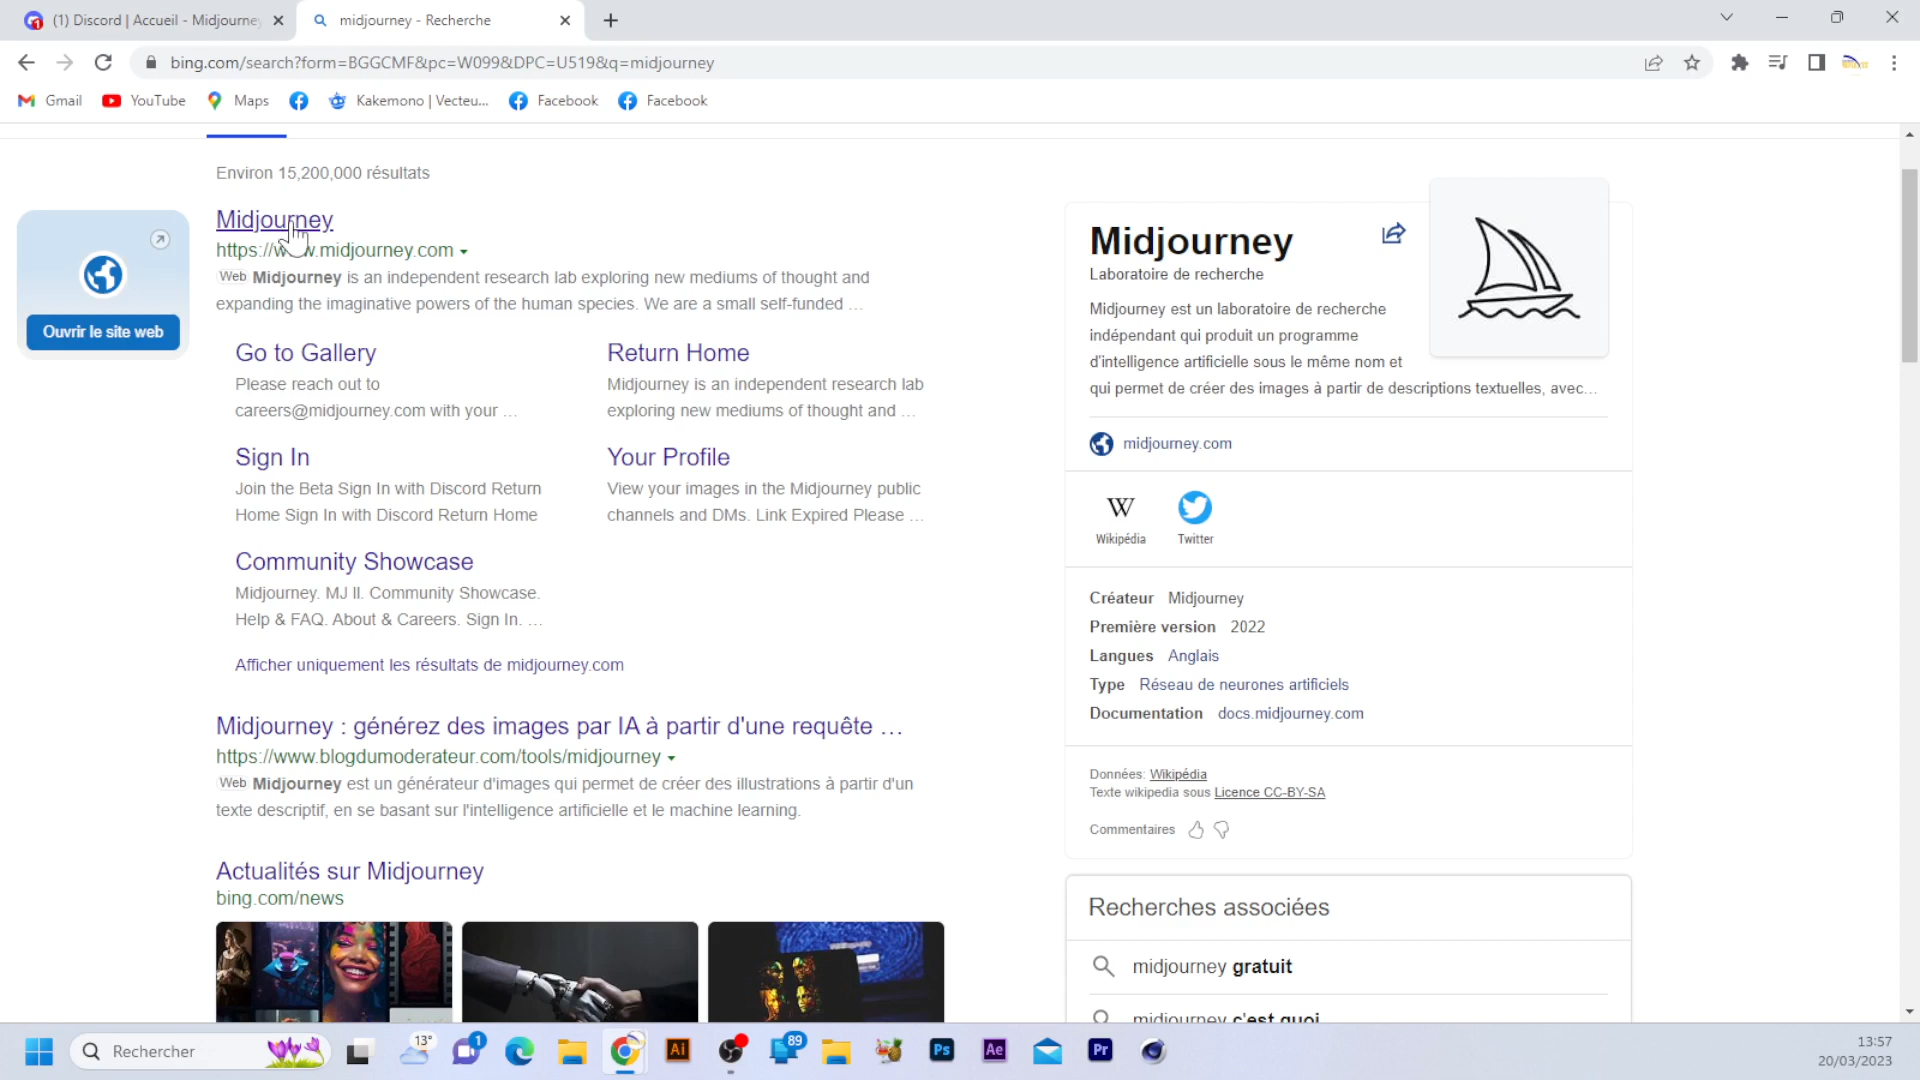 (1) Discord | Accueil - Midjourney
midjourney - Recherche
bing.com/search?form=BGGCMF&pc=W099&DPC=U519&q=midjourney
Gmail
YouTube
Maps
Kakemono | Vecteu...
Facebook
Facebook
Environ 15,200,000 résultats
Midjourney
https://www.midjourney.com
Web Midjourney is an independent research lab exploring new mediums of thought and
expanding the imaginative powers of the human species. We are a small self-funded ...
Ouvrir le site web
Go to Gallery
Please reach out to
careers@midjourney.com with your ...
Return Home
Midjourney is an independent research lab
exploring new mediums of thought and ...
Sign In
Join the Beta Sign In with Discord Return
Home Sign In with Discord Return Home
Your Profile
View your images in the Midjourney public
channels and DMs. Link Expired Please ...
Community Showcase
Midjourney. MJ II. Community Showcase.
Help & FAQ. About & Careers. Sign In. ...
Afficher uniquement les résultats de midjourney.com
Midjourney : générez des images par IA à partir d'une requête ...
https://www.blogdumoderateur.com/tools/midjourney
Web Midjourney est un générateur d'images qui permet de créer des illustrations à partir d'un
texte descriptif, en se basant sur l'intelligence artificielle et le machine learning.
Actualités sur Midjourney
bing.com/news
Midjourney
Laboratoire de recherche
Midjourney est un laboratoire de recherche
indépendant qui produit un programme
d'intelligence artificielle sous le même nom et
qui permet de créer des images à partir de descriptions textuelles, avec...
midjourney.com
W
Wikipédia
Twitter
Créateur Midjourney
Première version 2022
Langues Anglais
Type Réseau de neurones artificiels
Documentation docs.midjourney.com
Données: Wikipédia
Texte wikipedia sous Licence CC-BY-SA
Commentaires
Recherches associées
midjourney gratuit
midjourney c'est quoi
Rechercher
13°
1
Ai
89
Ps
Ae
Pr
13:57
20/03/2023